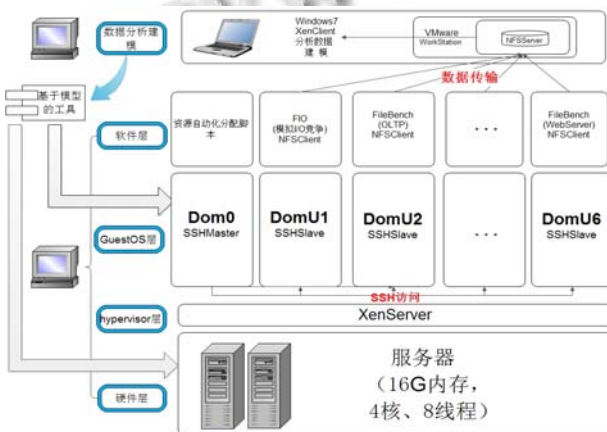 数据分析建
模
Windows7
XenClient
分析数据
建 模
VMware
WorkStation
NFSServer
数据传输
基于模型
的工具
软件层
资源自动化分配脚
本
FIO
(模拟I/O竞争)
NFSClient
FileBench
(OLTP)
NFSClient
...
FileBench
(WebServer)
NFSClient
GuestOS层
Dom0
SSHMaster
DomU1
SSHSlave
DomU2
SSHSlave
...
DomU6
SSHSlave
SSH访问
hypervisor层
XenServer
硬件层
服务器
(16G内存,
4核、8线程)